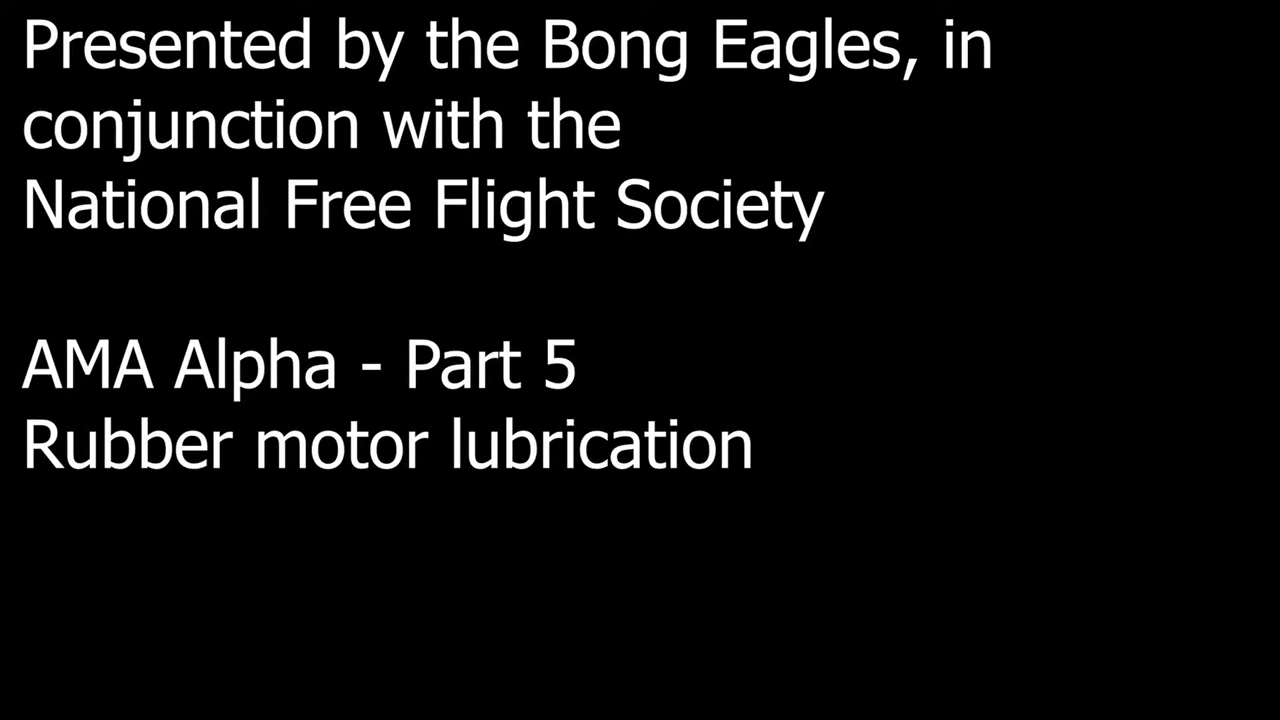 Presented by the Bong Eagles, in
conjunction with the
National Free Flight Society
AMA Alpha - Part 5
Rubber motor lubrication